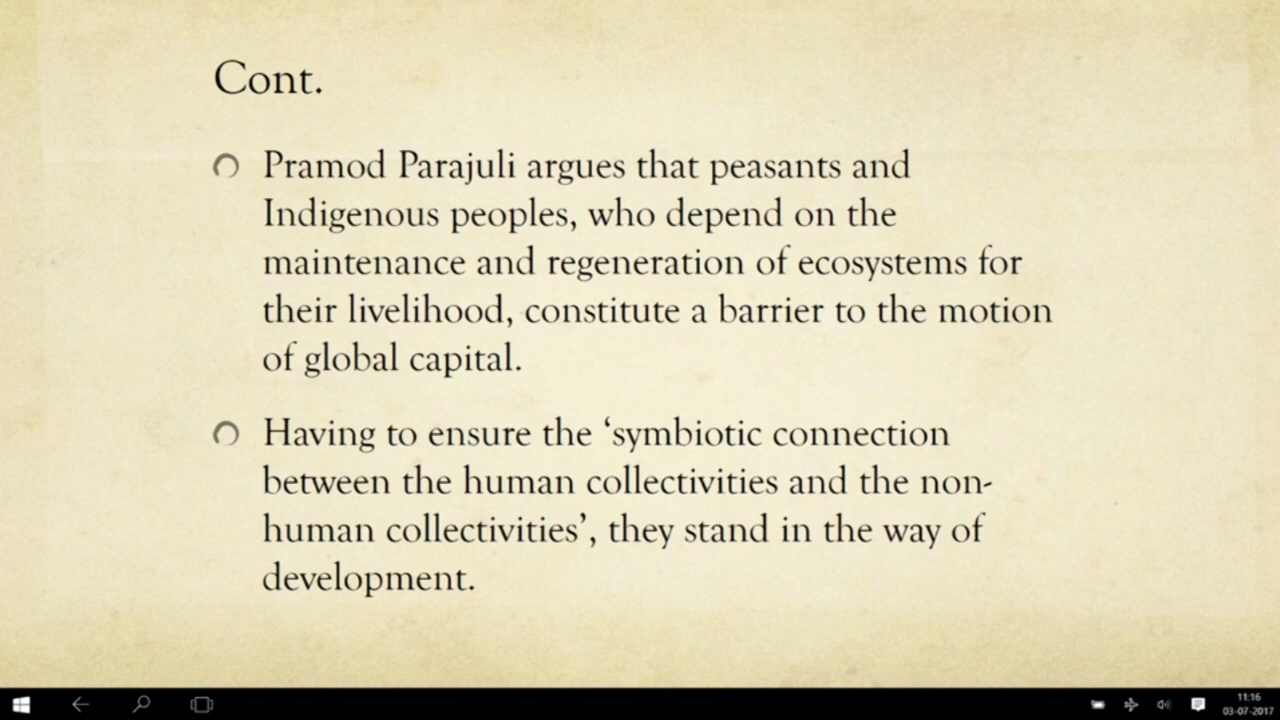 Cont.
Pramod Parajuli argues that peasants and
Indigenous peoples, who depend on the
maintenance and regeneration of ecosystems for
their livelihood, constitute a barrier to the motion
of global capital.
Having to ensure the ‘symbiotic connection
between the human collectivities and the non-
human collectivities’, they stand in the way of
development.
11:16
03-07-2017